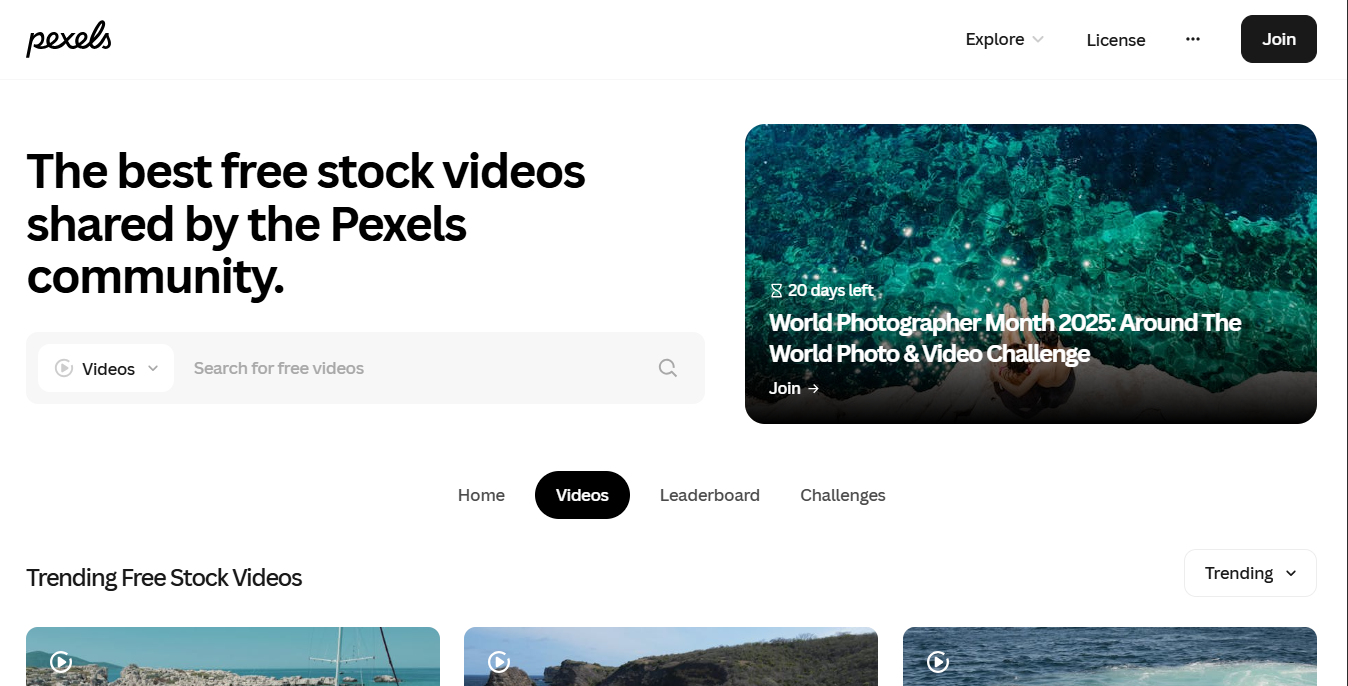 pexels
Explore
License
Join
The best free stock videos
shared by the Pexels
community.
Videos
Search for free videos
20 days left
World Photographer Month 2025: Around The
World Photo & Video Challenge
Join →
Home
Videos
Leaderboard
Challenges
Trending Free Stock Videos
Trending